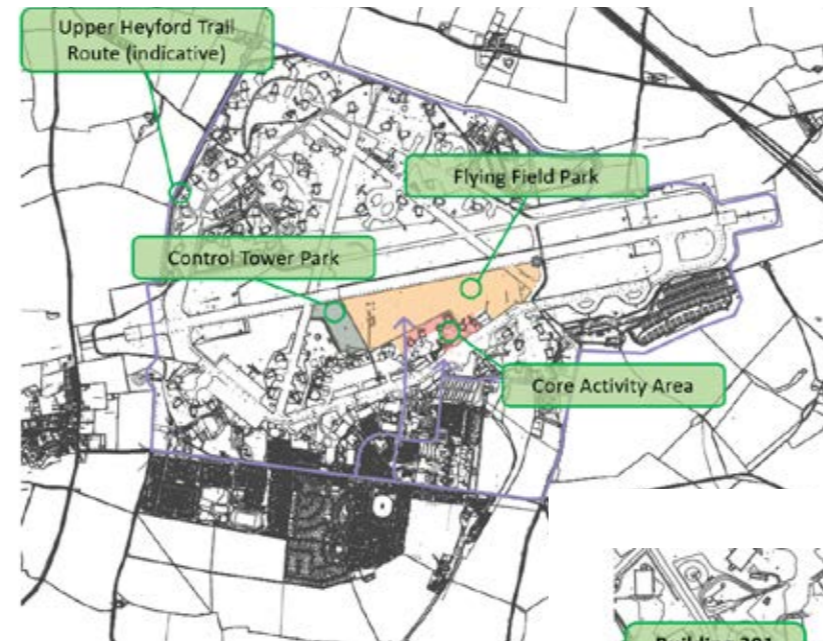 Upper Heyford Trail
Route (indicative)
Flying Field Park
Control Tower Park
Core Activity Area